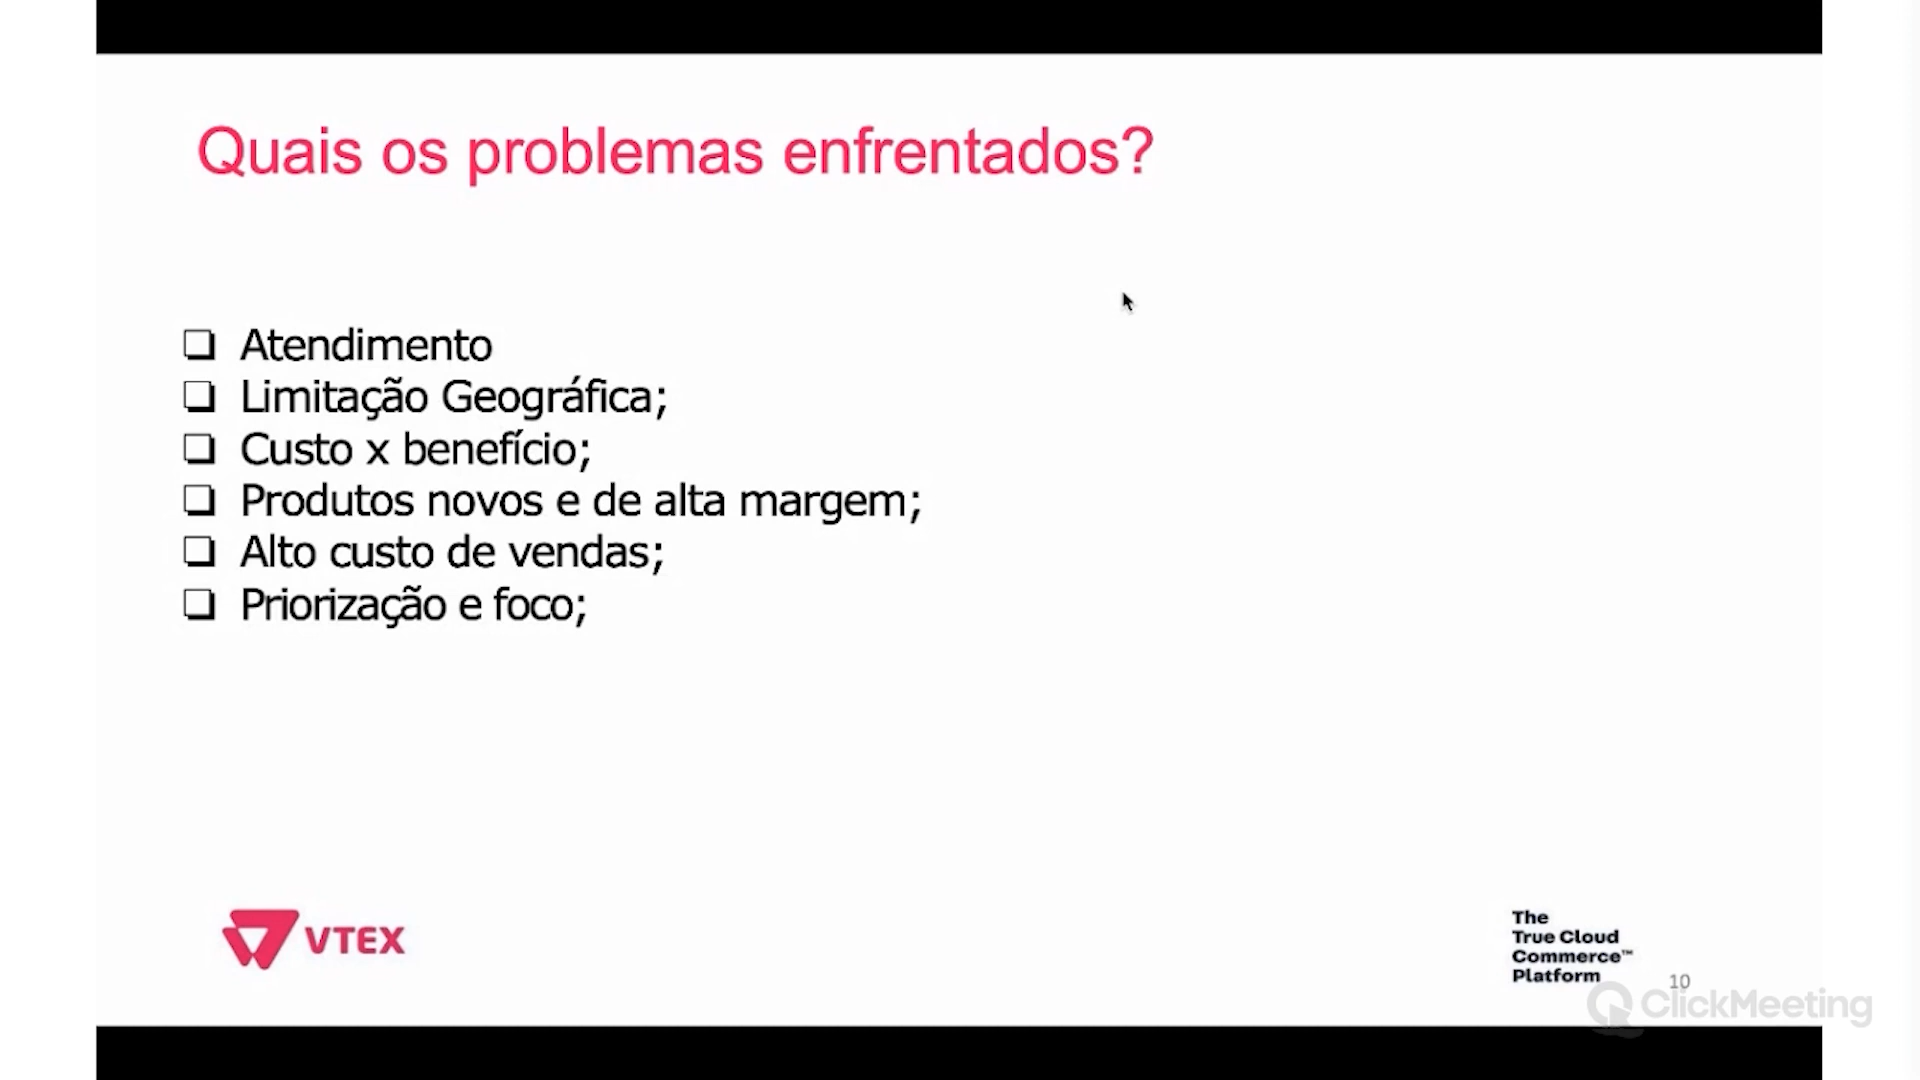 Quais os problemas enfrentados?
❑ Atendimento
❑ Limitação Geográfica;
❑ Custo x benefício;
❑ Produtos novos e de alta margem;
❑ Alto custo de vendas;
❑ Priorização e foco;
VTEX
The
True Cloud
Commerce™
Platform
10
ClickMeeting